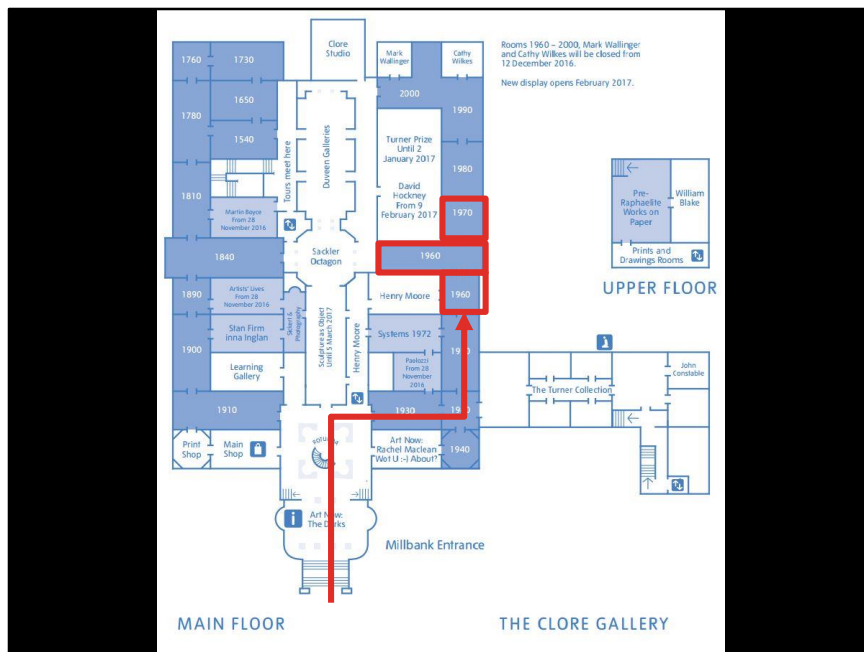 Clore
Studio
Mark
Wallinger
Cathy
Wilkes
Rooms 1960 – 2000, Mark Wallinger
and Cathy Wilkes will be closed from
12 December 2016.
New display opens February 2017.
1760
1730
2000
1650
1990
1780
1540
Tours meet here
Duveen Galleries
Turner Prize
Until 2
January 2017
1980
David
Hockney
From 9
February 2017
1970
1810
Martin Boyce
From 28
November 2016
Pre-
Raphaelite
Works on
Paper
William
Blake
Prints and
Drawings Rooms
UPPER FLOOR
1840
Sackler
Octagon
1960
1890
Artists' Lives
From 28
November 2016
Sickert &
Photography
Sculpture as Object
Until 5 March 2017
Henry Moore
1960
Stan Firm
inna Inglan
Henry Moore
Systems 1972
1900
Learning
Gallery
Paolozzi
From 28
November
2016
The Turner Collection
John
Constable
1910
1930
Print
Shop
Main
Shop
Art Now:
Rachel Maclean
Wot U :-) About?
1940
i
Art Now:
Millbank Entrance
MAIN FLOOR
THE CLORE GALLERY